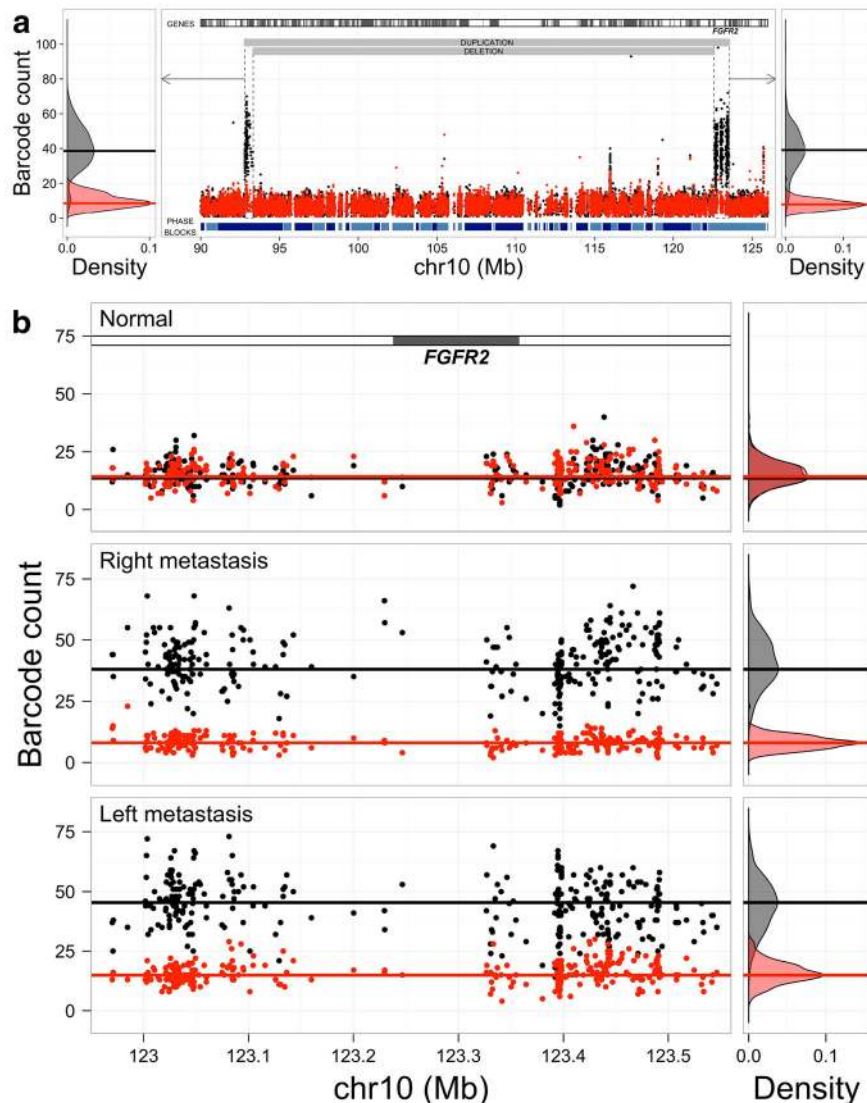 a
GENES
FGFR2
DUPLICATION
DELETION
Barcode count
100
80
60
40
20
0
PHASE
BLOCKS
0.0 0.1
90 95 100 105 110 115 120 125
0.0 0.1
Density
chr10 (Mb)
Density
b
Normal
75
FGFR2
50
25
0
Right metastasis
75
50
25
0
Barcode count
Left metastasis
75
50
25
0
123 123.1 123.2 123.3 123.4 123.5
0.0 0.1
chr10 (Mb)
Density